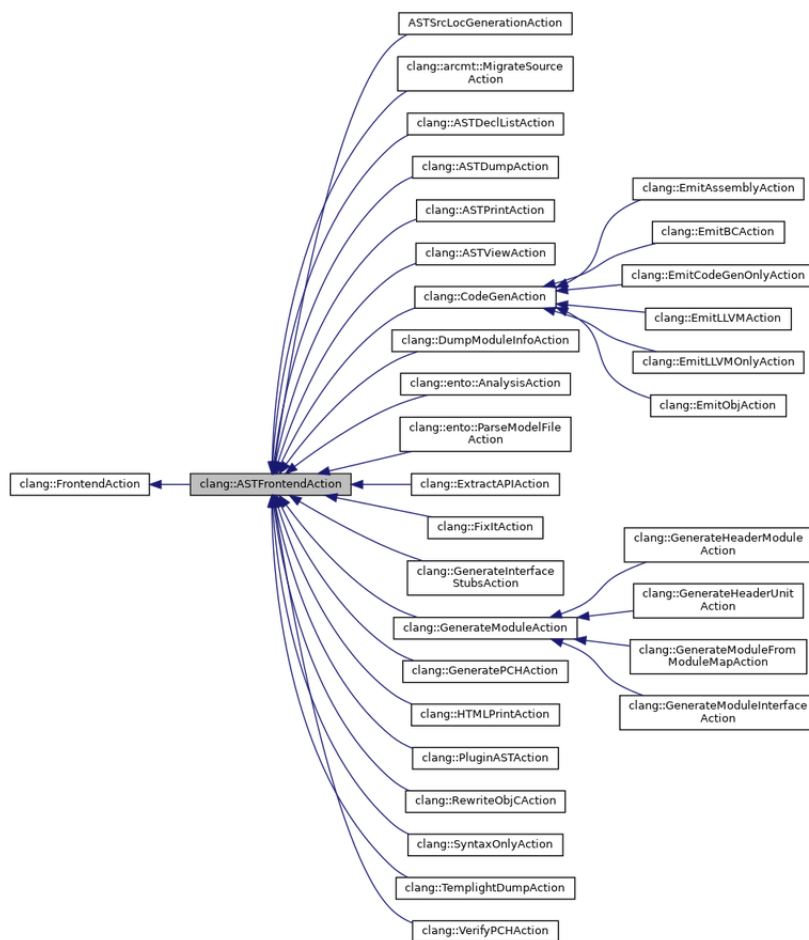 ASTSrcLocGenerationAction
clang::arcmt::MigrateSource
Action
clang::ASTDeclListAction
clang::ASTDumpAction
clang::ASTPrintAction
clang::ASTViewAction
clang::CodeGenAction
clang::EmitAssemblyAction
clang::EmitBCAction
clang::EmitCodeGenOnlyAction
clang::EmitLLVMAction
clang::EmitLLVMOnlyAction
clang::EmitObjAction
clang::DumpModuleInfoAction
clang::ento::AnalysisAction
clang::ento::ParseModelFile
Action
clang::FrontendAction
clang::ASTFrontendAction
clang::ExtractAPIAction
clang::FixItAction
clang::GenerateInterface
StubsAction
clang::GenerateModuleAction
clang::GenerateHeaderModule
Action
clang::GenerateHeaderUnit
Action
clang::GenerateModuleFrom
ModuleMapAction
clang::GenerateModuleInterface
Action
clang::GeneratePCHAction
clang::HTMLPrintAction
clang::PluginASTAction
clang::RewriteObjCAction
clang::SyntaxOnlyAction
clang::TemplightDumpAction
clang::VerifyPCHAction